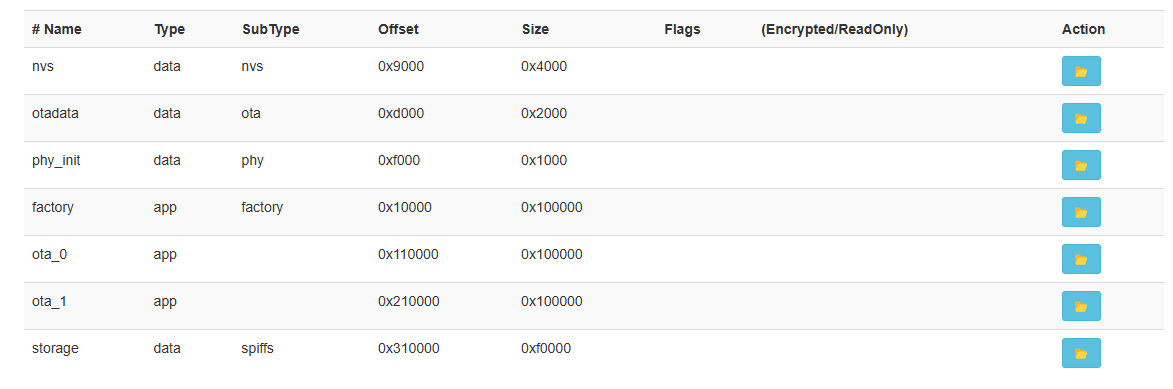 # Name Type SubType Offset Size Flags (Encrypted/ReadOnly) Action
nvs data nvs 0x9000 0x4000
otadata data ota 0xd000 0x2000
phy_init data phy 0xf000 0x1000
factory app factory 0x10000 0x100000
ota_0 app 0x110000 0x100000
ota_1 app 0x210000 0x100000
storage data spiffs 0x310000 0xf0000